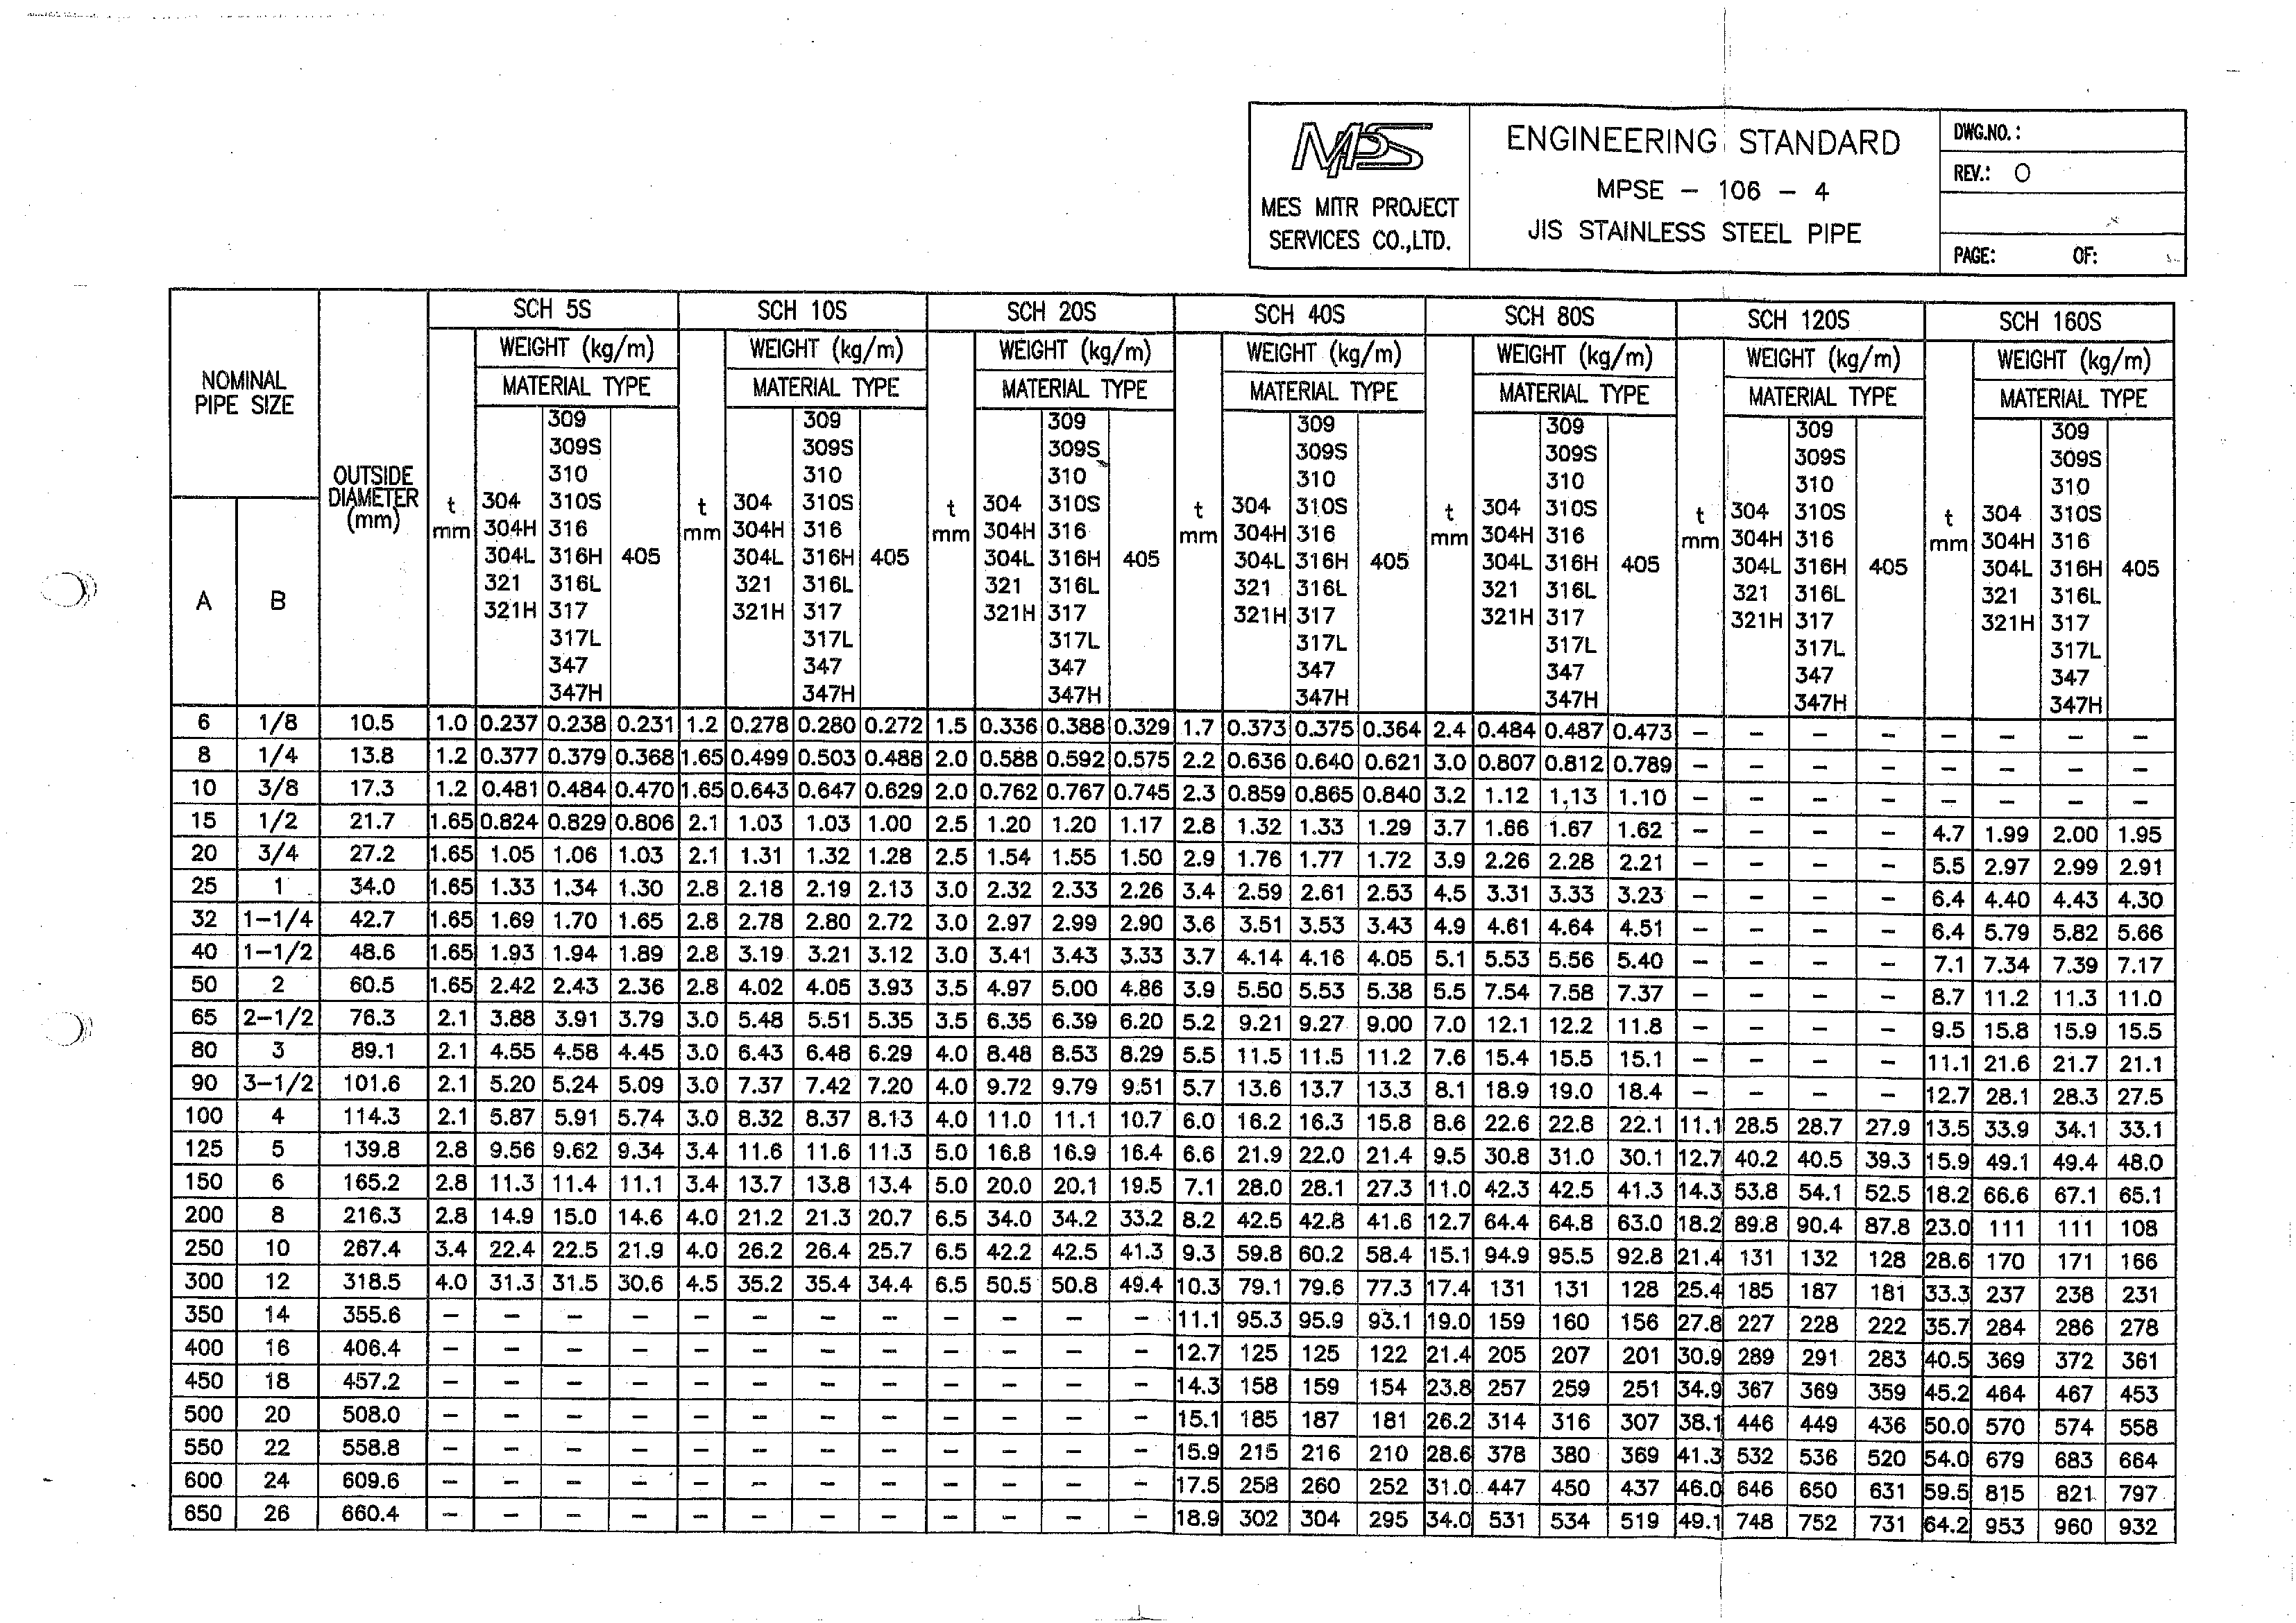 MPS
MES MITR PROJECT
SERVICES CO.,LTD.
ENGINEERING STANDARD
MPSE - 106 - 4
JIS STAINLESS STEEL PIPE
DWG.NO. :
REV.: 0
PAGE: OF:
SCH 5S SCH 10S SCH 20S SCH 40S SCH 80S SCH 120S SCH 160S
WEIGHT (kg/m) WEIGHT (kg/m) WEIGHT (kg/m) WEIGHT (kg/m) WEIGHT (kg/m) WEIGHT (kg/m) WEIGHT (kg/m)
NOMINAL
PIPE SIZE
MATERIAL TYPE MATERIAL TYPE MATERIAL TYPE MATERIAL TYPE MATERIAL TYPE MATERIAL TYPE MATERIAL TYPE
309 309 309 309 309 309 309
309S 309S 309S 309S 309S 309S 309S
310 310 310 310 310 310 310
OUTSIDE
DIAMETER
(mm)
t 304 310S t 304 310S t 304 310S t 304 310S t 304 310S t 304 310S t 304 310S
mm 304H 316 mm 304H 316 mm 304H 316 mm 304H 316 mm 304H 316 mm 304H 316 mm 304H 316
304L 316H 405 304L 316H 405 304L 316H 405 304L 316H 405 304L 316H 405 304L 316H 405 304L 316H 405
A B 321 316L 321 316L 321 316L 321 316L 321 316L 321 316L 321 316L
321H 317 321H 317 321H 317 321H 317 321H 317 321H 317 321H 317
317L 317L 317L 317L 317L 317L 317L
347 347 347 347 347 347 347
347H 347H 347H 347H 347H 347H 347H
6 1/8 10.5 1.0 0.237 0.238 0.231 1.2 0.278 0.280 0.272 1.5 0.336 0.388 0.329 1.7 0.373 0.375 0.364 2.4 0.484 0.487 0.473 - - - - - - - -
8 1/4 13.8 1.2 0.377 0.379 0.368 1.65 0.499 0.503 0.488 2.0 0.588 0.592 0.575 2.2 0.636 0.640 0.621 3.0 0.807 0.812 0.789 - - - - - - - -
10 3/8 17.3 1.2 0.481 0.484 0.470 1.65 0.643 0.647 0.629 2.0 0.762 0.767 0.745 2.3 0.859 0.865 0.840 3.2 1.12 1.13 1.10 - - - - - - - -
15 1/2 21.7 1.65 0.824 0.829 0.806 2.1 1.03 1.03 1.00 2.5 1.20 1.20 1.17 2.8 1.32 1.33 1.29 3.7 1.66 1.67 1.62 - - - - 4.7 1.99 2.00 1.95
20 3/4 27.2 1.65 1.05 1.06 1.03 2.1 1.31 1.32 1.28 2.5 1.54 1.55 1.50 2.9 1.76 1.77 1.72 3.9 2.26 2.28 2.21 - - - - 5.5 2.97 2.99 2.91
25 1 34.0 1.65 1.33 1.34 1.30 2.8 2.18 2.19 2.13 3.0 2.32 2.33 2.26 3.4 2.59 2.61 2.53 4.5 3.31 3.33 3.23 - - - - 6.4 4.40 4.43 4.30
32 1-1/4 42.7 1.65 1.69 1.70 1.65 2.8 2.78 2.80 2.72 3.0 2.97 2.99 2.90 3.6 3.51 3.53 3.43 4.9 4.61 4.64 4.51 - - - - 6.4 5.79 5.82 5.66
40 1-1/2 48.6 1.65 1.93 1.94 1.89 2.8 3.19 3.21 3.12 3.0 3.41 3.43 3.33 3.7 4.14 4.16 4.05 5.1 5.53 5.56 5.40 - - - - 7.1 7.34 7.39 7.17
50 2 60.5 1.65 2.42 2.43 2.36 2.8 4.02 4.05 3.93 3.5 4.97 5.00 4.86 3.9 5.50 5.53 5.38 5.5 7.54 7.58 7.37 - - - - 8.7 11.2 11.3 11.0
65 2-1/2 76.3 2.1 3.88 3.91 3.79 3.0 5.48 5.51 5.35 3.5 6.35 6.39 6.20 5.2 9.21 9.27 9.00 7.0 12.1 12.2 11.8 - - - - 9.5 15.8 15.9 15.5
80 3 89.1 2.1 4.55 4.58 4.45 3.0 6.43 6.48 6.29 4.0 8.48 8.53 8.29 5.5 11.5 11.5 11.2 7.6 15.4 15.5 15.1 - - - - 11.1 21.6 21.7 21.1
90 3-1/2 101.6 2.1 5.20 5.24 5.09 3.0 7.37 7.42 7.20 4.0 9.72 9.79 9.51 5.7 13.6 13.7 13.3 8.1 18.9 19.0 18.4 - - - - 12.7 28.1 28.3 27.5
100 4 114.3 2.1 5.87 5.91 5.74 3.0 8.32 8.37 8.13 4.0 11.0 11.1 10.7 6.0 16.2 16.3 15.8 8.6 22.6 22.8 22.1 11.1 28.5 28.7 27.9 13.5 33.9 34.1 33.1
125 5 139.8 2.8 9.56 9.62 9.34 3.4 11.6 11.6 11.3 5.0 16.8 16.9 16.4 6.6 21.9 22.0 21.4 9.5 30.8 31.0 30.1 12.7 40.2 40.5 39.3 15.9 49.1 49.4 48.0
150 6 165.2 2.8 11.3 11.4 11.1 3.4 13.7 13.8 13.4 5.0 20.0 20.1 19.5 7.1 28.0 28.1 27.3 11.0 42.3 42.5 41.3 14.3 53.8 54.1 52.5 18.2 66.6 67.1 65.1
200 8 216.3 2.8 14.9 15.0 14.6 4.0 21.2 21.3 20.7 6.5 34.0 34.2 33.2 8.2 42.5 42.8 41.6 12.7 64.4 64.8 63.0 18.2 89.8 90.4 87.8 23.0 111 111 108
250 10 267.4 3.4 22.4 22.5 21.9 4.0 26.2 26.4 25.7 6.5 42.2 42.5 41.3 9.3 59.8 60.2 58.4 15.1 94.9 95.5 92.8 21.4 131 132 128 28.6 170 171 166
300 12 318.5 4.0 31.3 31.5 30.6 4.5 35.2 35.4 34.4 6.5 50.5 50.8 49.4 10.3 79.1 79.6 77.3 17.4 131 131 128 25.4 185 187 181 33.3 237 238 231
350 14 355.6 - - - - - - - - - - - - 11.1 95.3 95.9 93.1 19.0 159 160 156 27.8 227 228 222 35.7 284 286 278
400 16 406.4 - - - - - - - - - - - - 12.7 125 125 122 21.4 205 207 201 30.9 289 291 283 40.5 369 372 361
450 18 457.2 - - - - - - - - - - - - 14.3 158 159 154 23.8 257 259 251 34.9 367 369 359 45.2 464 467 453
500 20 508.0 - - - - - - - - - - - - 15.1 185 187 181 26.2 314 316 307 38.1 446 449 436 50.0 570 574 558
550 22 558.8 - - - - - - - - - - - - 15.9 215 216 210 28.6 378 380 369 41.3 532 536 520 54.0 679 683 664
600 24 609.6 - - - - - - - - - - - - 17.5 258 260 252 31.0 447 450 437 46.0 646 650 631 59.5 815 821 797
650 26 660.4 - - - - - - - - - - - - 18.9 302 304 295 34.0 531 534 519 49.1 748 752 731 64.2 953 960 932